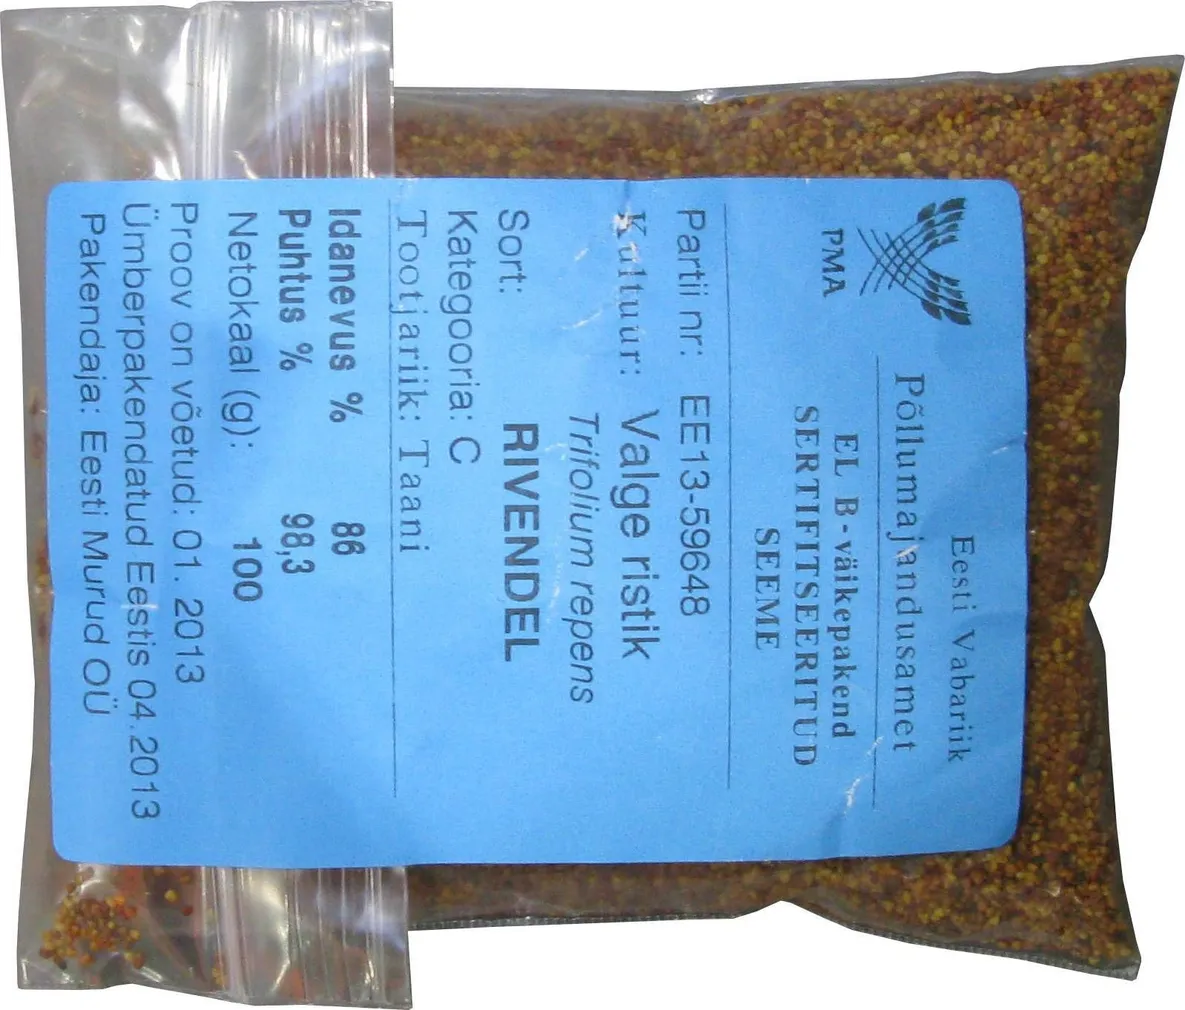 Eesti Vabariik
Põllumajandusamet
PMA
EL B-väikepakend
SERTIFITSEERITUD
SEEME
Partii nr: EE13-59648
Kultuur: Valge ristik
Trifolium repens
Sort: RIVENDEL
Kategooria: C
Tootjariik: Taani
Idanevus % 86
Puhtus % 98,3
Netokaal (g): 100
Proov on võetud: 01. 2013
Ümberpakendatud Eestis 04.2013
Pakendaja: Eesti Murud OÜ